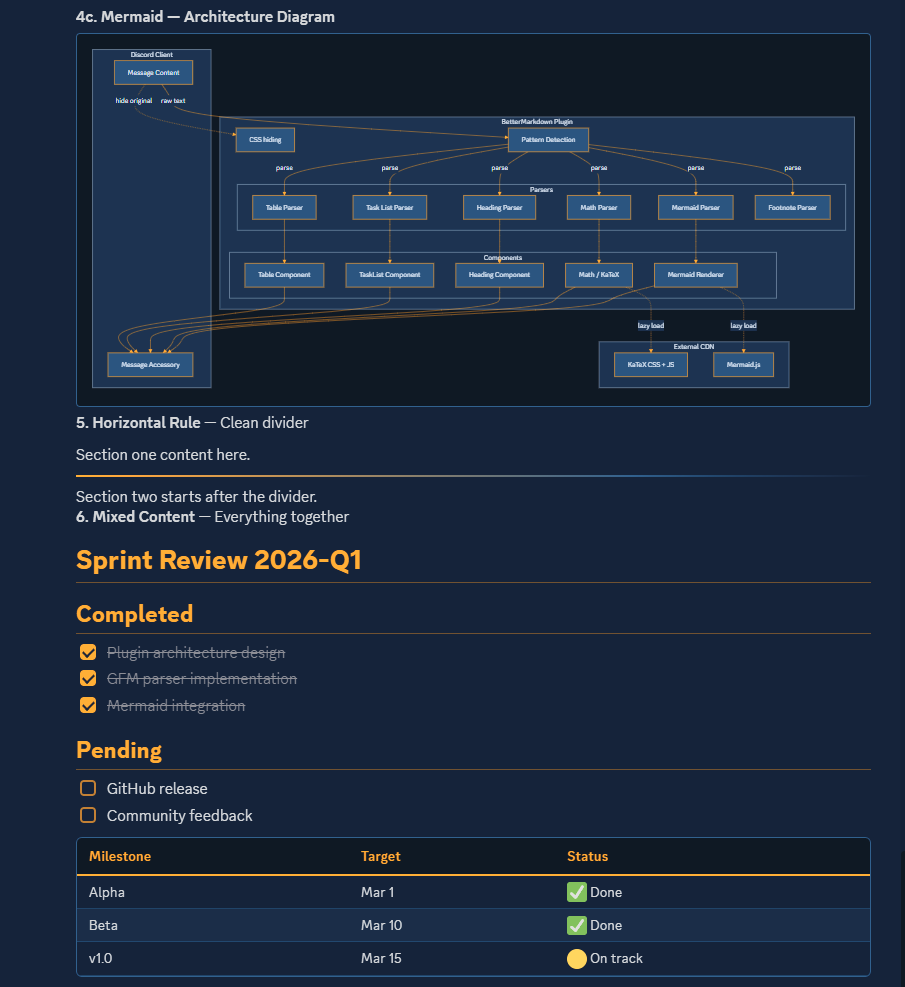 4c. Mermaid — Architecture Diagram
Discord Client
Message Content
hide original raw text
BetterMarkdown Plugin
CSS hiding
Pattern Detection
parse parse parse parse parse parse
Parsers
Table Parser
Task List Parser
Heading Parser
Math Parser
Mermaid Parser
Footnote Parser
Components
Table Component
TaskList Component
Heading Component
Math / KaTeX
Mermaid Renderer
lazy load lazy load
External CDN
Message Accessory
KaTeX CSS + JS
Mermaid.js
5. Horizontal Rule — Clean divider
Section one content here.
Section two starts after the divider.
6. Mixed Content — Everything together
Sprint Review 2026-Q1
Completed
Plugin architecture design
GFM parser implementation
Mermaid integration
Pending
GitHub release
Community feedback
Milestone Target Status
Alpha Mar 1 ✅ Done
Beta Mar 10 ✅ Done
v1.0 Mar 15 🟡 On track